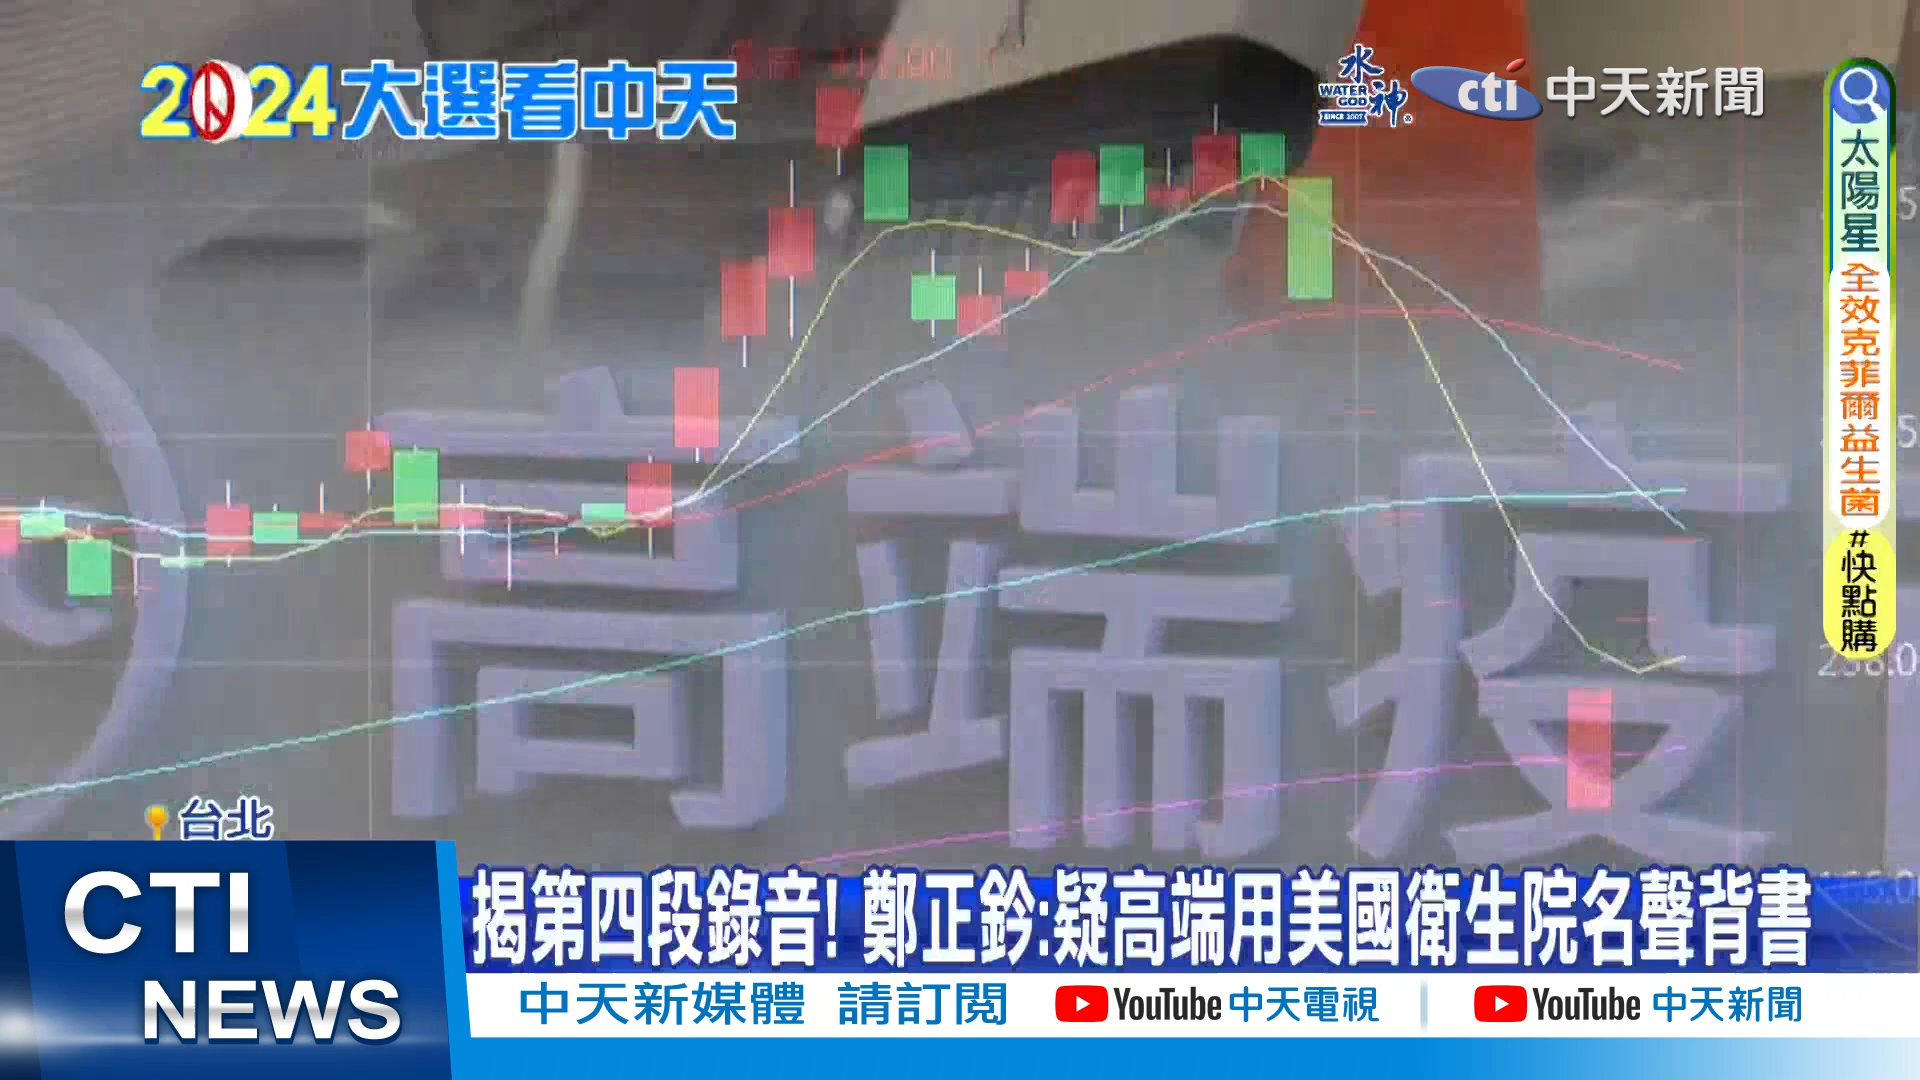 2024大選看中天
水神
WATER GOD
SINCE 2007
cti 中天新聞
太陽星
全效克菲爾益生菌
#快點購
高端疫
台北
CTI
NEWS
揭第四段錄音! 鄭正鈐:疑高端用美國衛生院名聲背書
中天新媒體 請訂閱 YouTube 中天電視 | YouTube 中天新聞